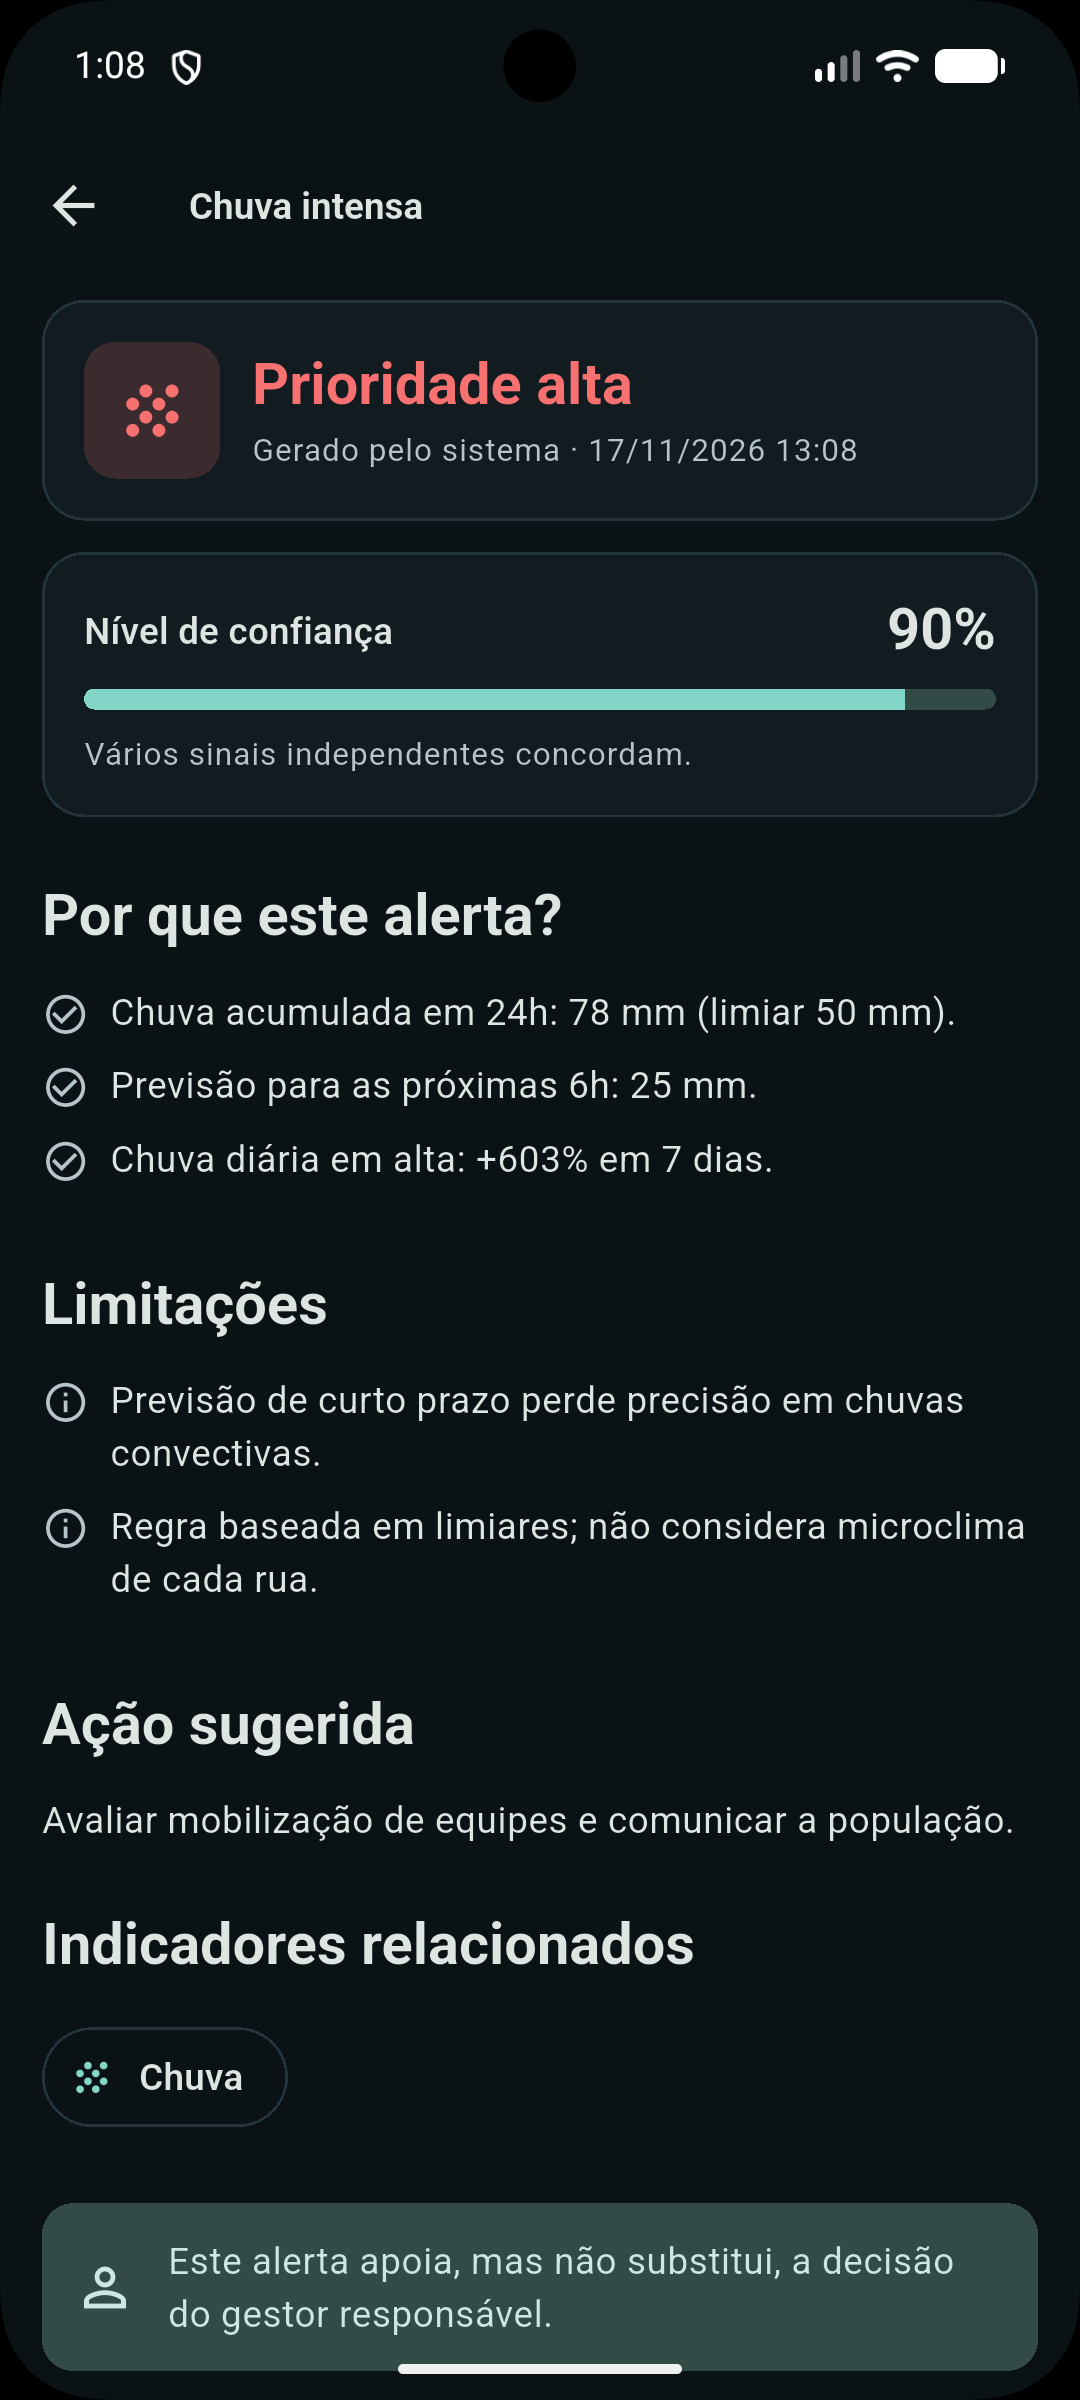 1:08
Chuva intensa
Prioridade alta
Gerado pelo sistema · 17/11/2026 13:08
Nível de confiança
90%
Vários sinais independentes concordam.
Por que este alerta?
Chuva acumulada em 24h: 78 mm (limiar 50 mm).
Previsão para as próximas 6h: 25 mm.
Chuva diária em alta: +603% em 7 dias.
Limitações
Previsão de curto prazo perde precisão em chuvas
convectivas.
Regra baseada em limiares; não considera microclima
de cada rua.
Ação sugerida
Avaliar mobilização de equipes e comunicar a população.
Indicadores relacionados
Chuva
Este alerta apoia, mas não substitui, a decisão
do gestor responsável.